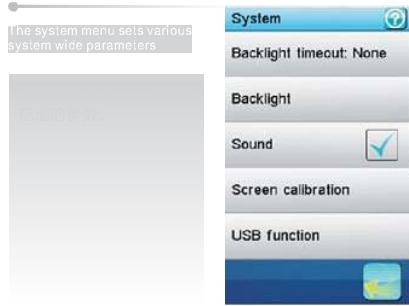 The system menu sets various
system wide parameters
System
Backlight timeout: None
Backlight
Sound
Screen calibration
USB function